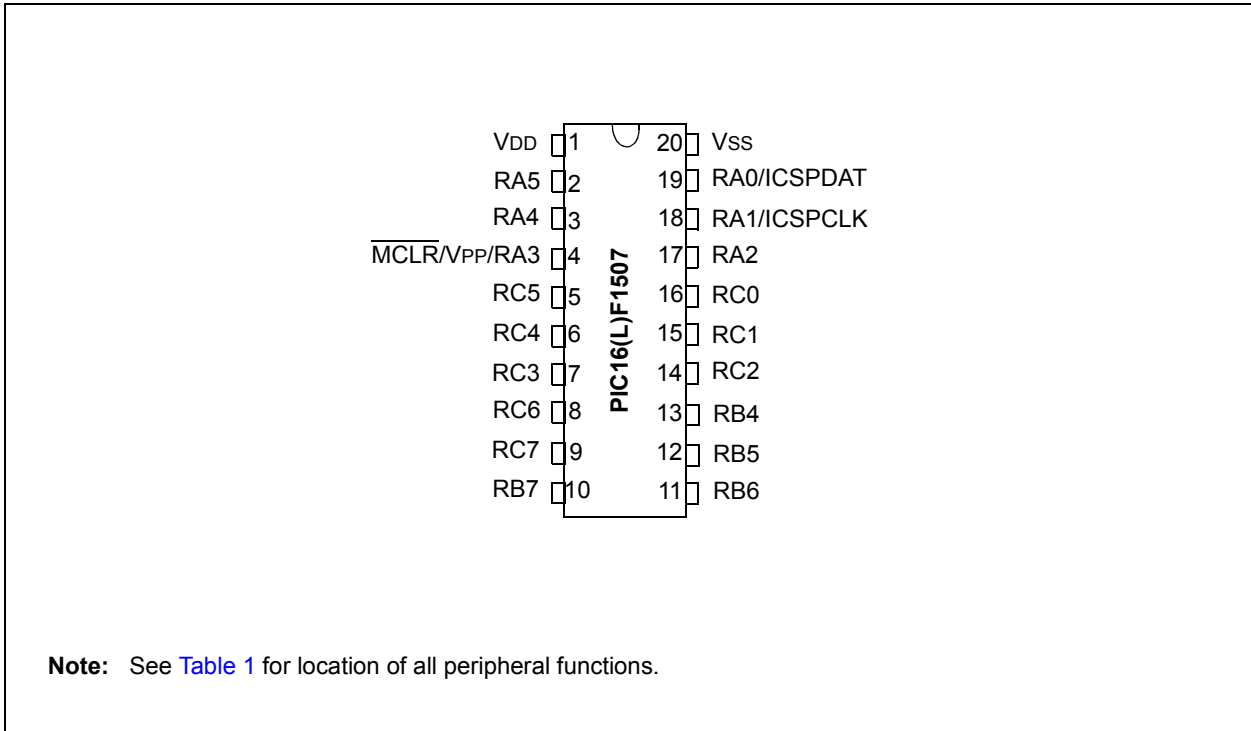 VDD 1 20 VSS
RA5 2 19 RA0/ICSPDAT
RA4 3 18 RA1/ICSPCLK
MCLR/VPP/RA3 4 17 RA2
RC5 5 16 RC0
RC4 6 15 RC1
RC3 7 14 RC2
RC6 8 13 RB4
RC7 9 12 RB5
RB7 10 11 RB6
PIC16(L)F1507
Note: See Table 1 for location of all peripheral functions.